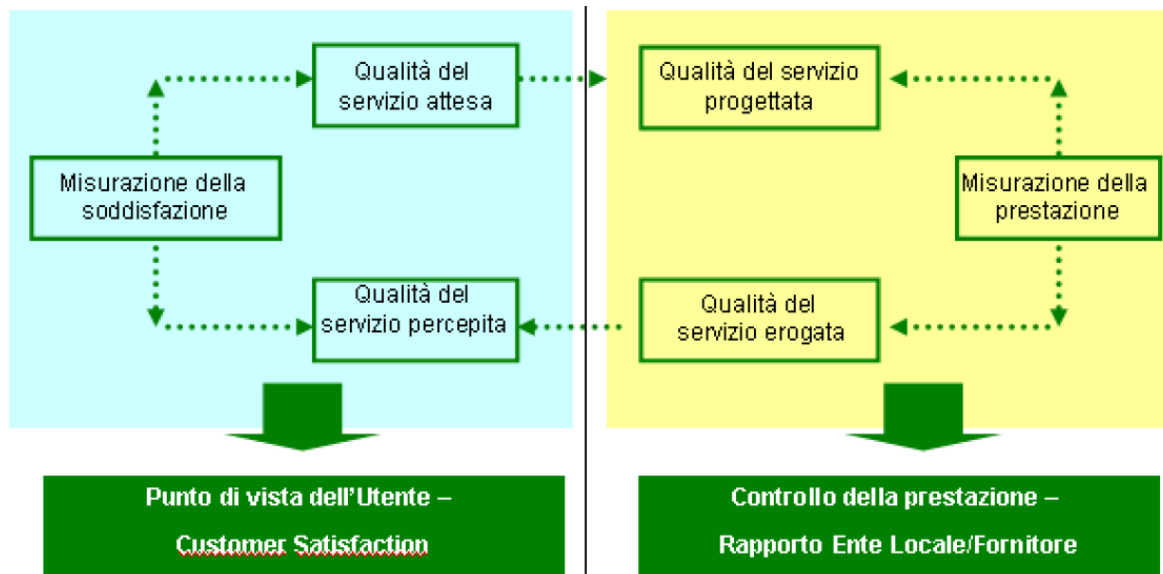 Qualità del
servizio attesa
Misurazione della
soddisfazione
Qualità del
servizio percepita
Punto di vista dell'Utente –
Customer Satisfaction
Qualità del servizio
progettata
Misurazione della
prestazione
Qualità del
servizio erogata
Controllo della prestazione –
Rapporto Ente Locale/Fornitore